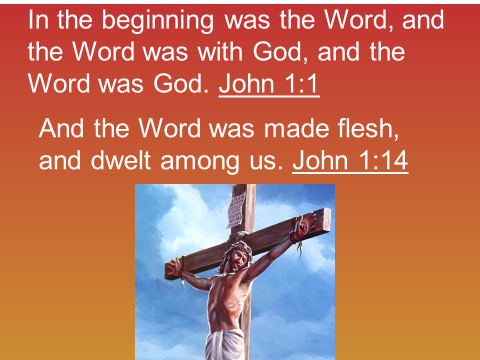 In the beginning was the Word, and
the Word was with God, and the
Word was God. John 1:1
And the Word was made flesh,
and dwelt among us. John 1:14